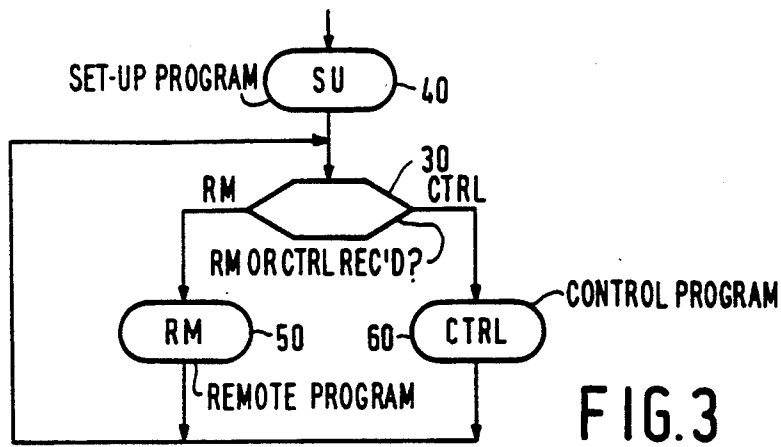 SET-UP PROGRAM
SU
40
30
RM
CTRL
RM OR CTRL REC'D?
CONTROL PROGRAM
RM
50
60
CTRL
REMOTE PROGRAM
FIG.3